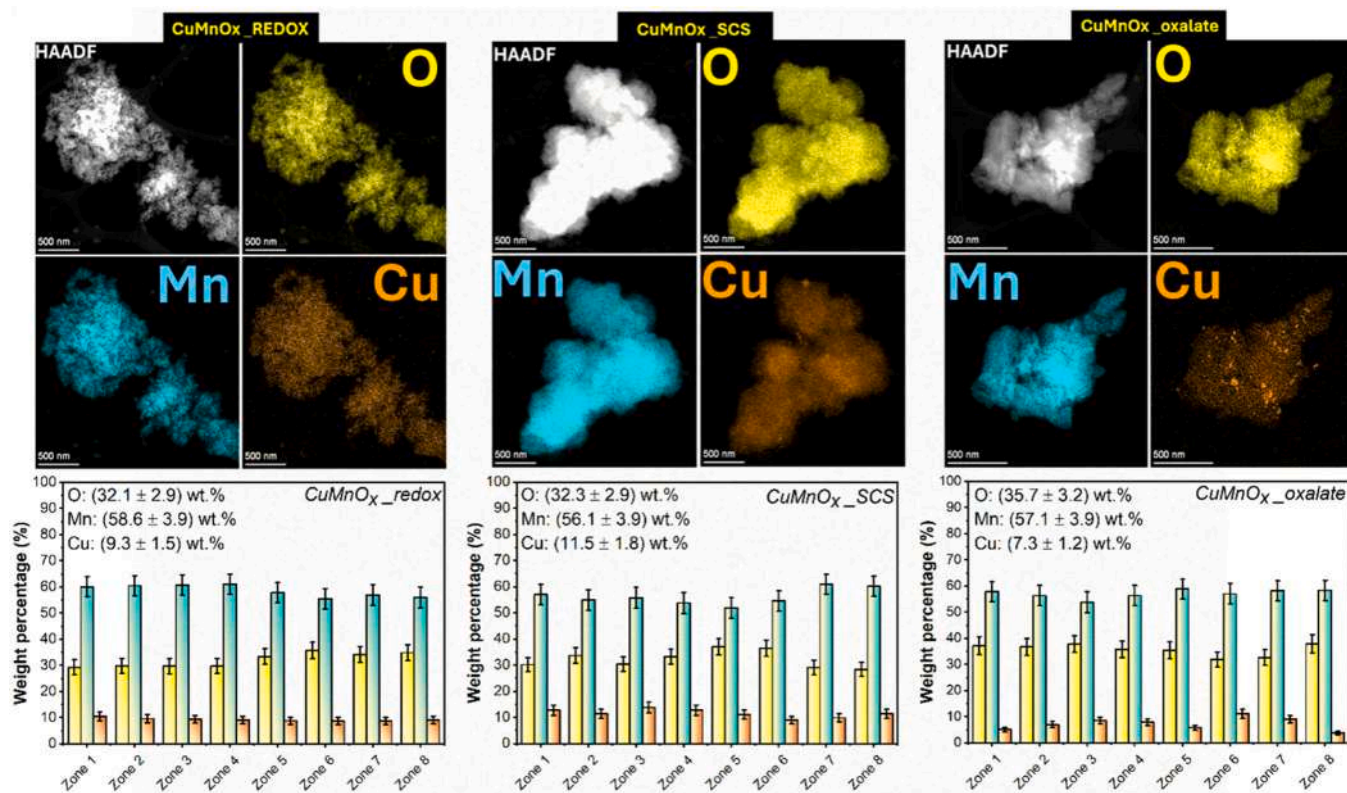 CuMnOx_REDOX
HAADF
O
500 nm
500 nm
Mn
Cu
500 nm
500 nm
CuMnOx_SCS
HAADF
O
500 nm
500 nm
Mn
Cu
500 nm
500 nm
CuMnOx_oxalate
HAADF
O
500 nm
500 nm
Mn
Cu
500 nm
500 nm
Weight percentage (%)
100
90
80
70
60
50
40
30
20
10
0
O: (32.1 ± 2.9) wt.%
Mn: (58.6 ± 3.9) wt.%
Cu: (9.3 ± 1.5) wt.%
CuMnOX_redox
Zone 1
Zone 2
Zone 3
Zone 4
Zone 5
Zone 6
Zone 7
Zone 8
Weight percentage (%)
100
90
80
70
60
50
40
30
20
10
0
O: (32.3 ± 2.9) wt.%
Mn: (56.1 ± 3.9) wt.%
Cu: (11.5 ± 1.8) wt.%
CuMnOX_SCS
Zone 1
Zone 2
Zone 3
Zone 4
Zone 5
Zone 6
Zone 7
Zone 8
Weight percentage (%)
100
90
80
70
60
50
40
30
20
10
0
O: (35.7 ± 3.2) wt.%
Mn: (57.1 ± 3.9) wt.%
Cu: (7.3 ± 1.2) wt.%
CuMnOX_oxalate
Zone 1
Zone 2
Zone 3
Zone 4
Zone 5
Zone 6
Zone 7
Zone 8